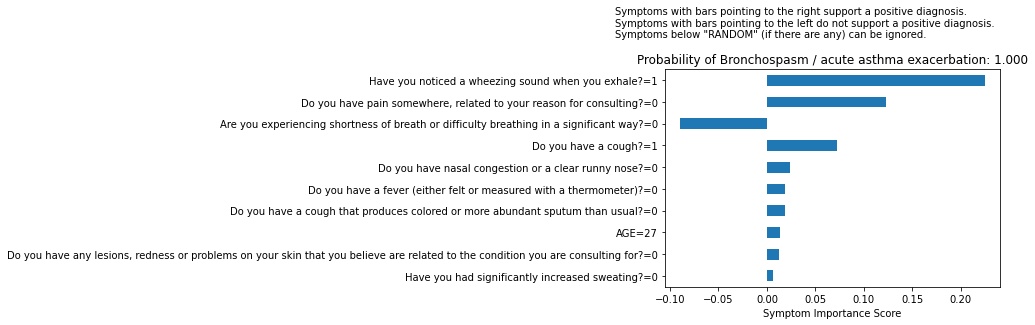 Symptoms with bars pointing to the right support a positive diagnosis.
Symptoms with bars pointing to the left do not support a positive diagnosis.
Symptoms below "RANDOM" (if there are any) can be ignored.
Probability of Bronchospasm / acute asthma exacerbation: 1.000
Have you noticed a wheezing sound when you exhale?=1
Do you have pain somewhere, related to your reason for consulting?=0
Are you experiencing shortness of breath or difficulty breathing in a significant way?=0
Do you have a cough?=1
Do you have nasal congestion or a clear runny nose?=0
Do you have a fever (either felt or measured with a thermometer)?=0
Do you have a cough that produces colored or more abundant sputum than usual?=0
AGE=27
Do you have any lesions, redness or problems on your skin that you believe are related to the condition you are consulting for?=0
Have you had significantly increased sweating?=0
−0.10 −0.05 0.00 0.05 0.10 0.15 0.20
Symptom Importance Score